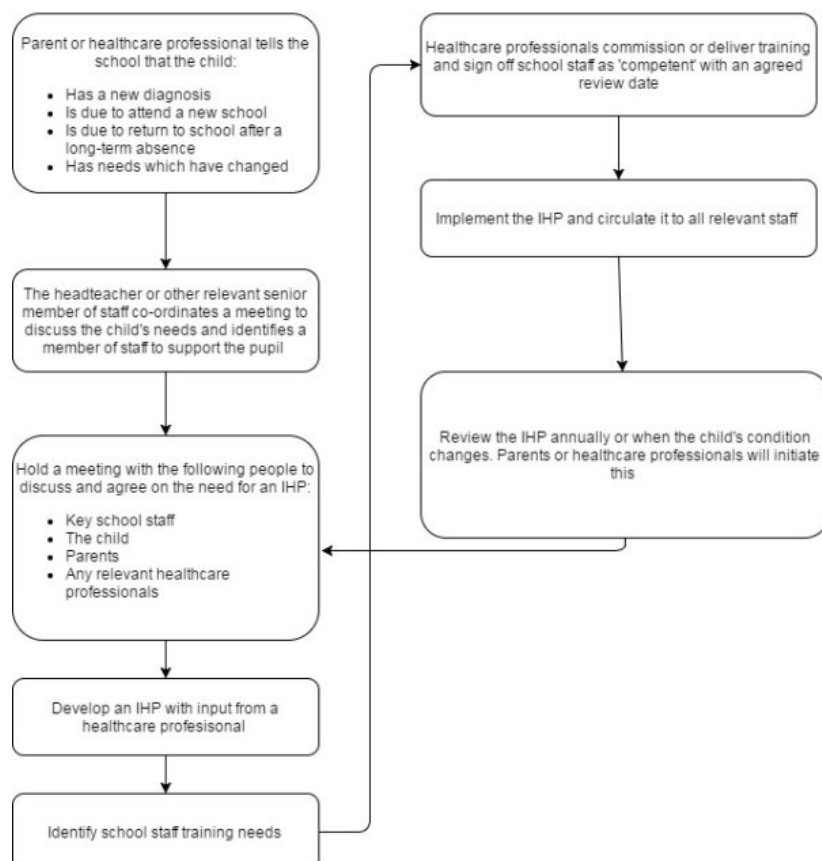 Parent or healthcare professional tells the
school that the child:
• Has a new diagnosis
• Is due to attend a new school
• Is due to return to school after a
long-term absence
• Has needs which have changed
The headteacher or other relevant senior
member of staff co-ordinates a meeting to
discuss the child's needs and identifies a
member of staff to support the pupil
Hold a meeting with the following people to
discuss and agree on the need for an IHP:
• Key school staff
• The child
• Parents
• Any relevant healthcare
professionals
Develop an IHP with input from a
healthcare profesisonal
Identify school staff training needs
Healthcare professionals commission or deliver training
and sign off school staff as 'competent' with an agreed
review date
Implement the IHP and circulate it to all relevant staff
Review the IHP annually or when the child's condition
changes. Parents or healthcare professionals will initiate
this